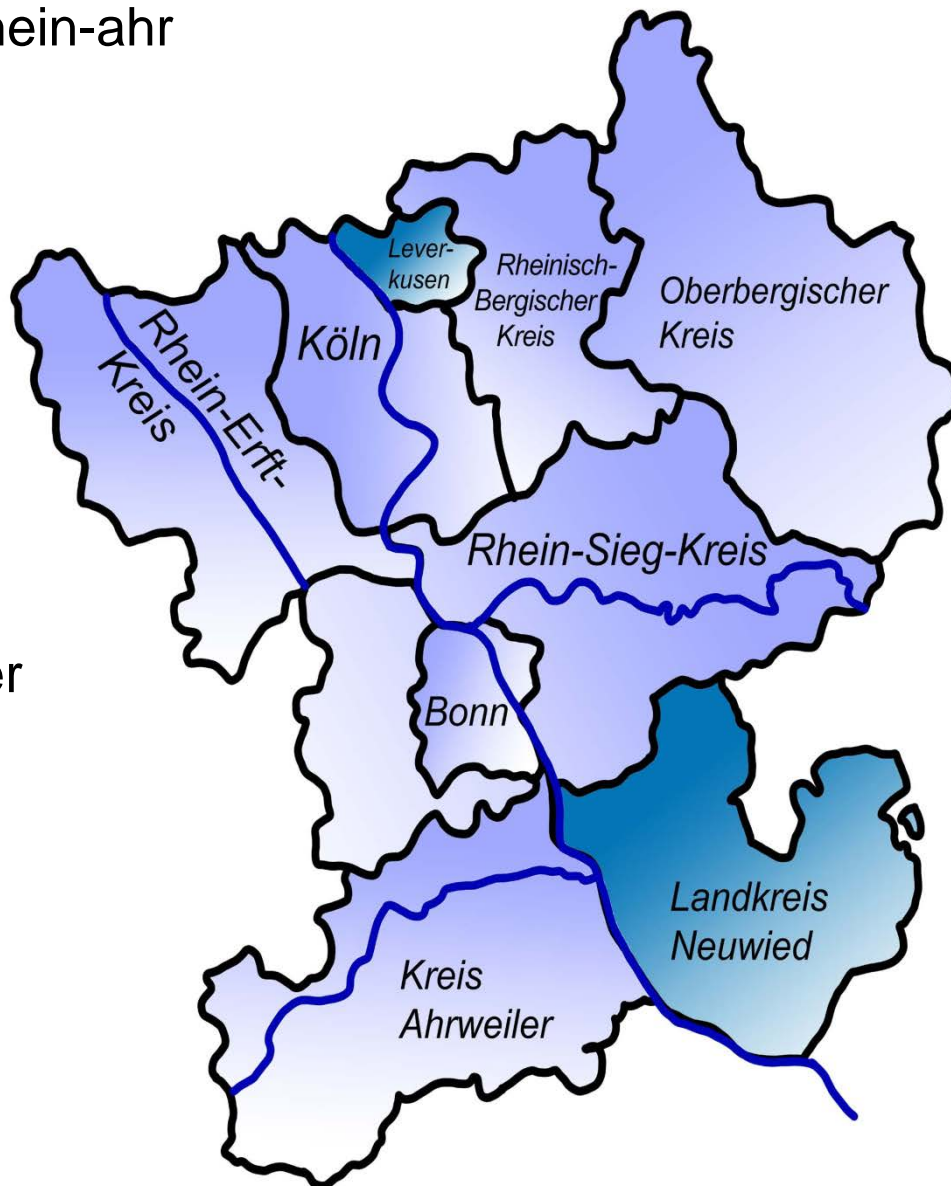 hein-ahr
Lever-
kusen
Rheinisch-
Bergischer
Kreis
Oberbergischer
Kreis
Köln
Rhein-Erft-
Kreis
Rhein-Sieg-Kreis
er
Bonn
Landkreis
Neuwied
Kreis
Ahrweiler